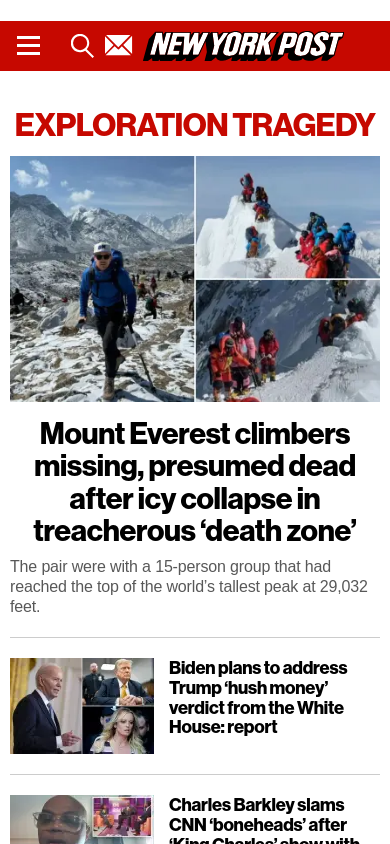 NEW YORK POST
EXPLORATION TRAGEDY
Mount Everest climbers
missing, presumed dead
after icy collapse in
treacherous ‘death zone’
The pair were with a 15-person group that had
reached the top of the world’s tallest peak at 29,032
feet.
Biden plans to address
Trump ‘hush money’
verdict from the White
House: report
Charles Barkley slams
CNN ‘boneheads’ after
‘King Charles’ show with